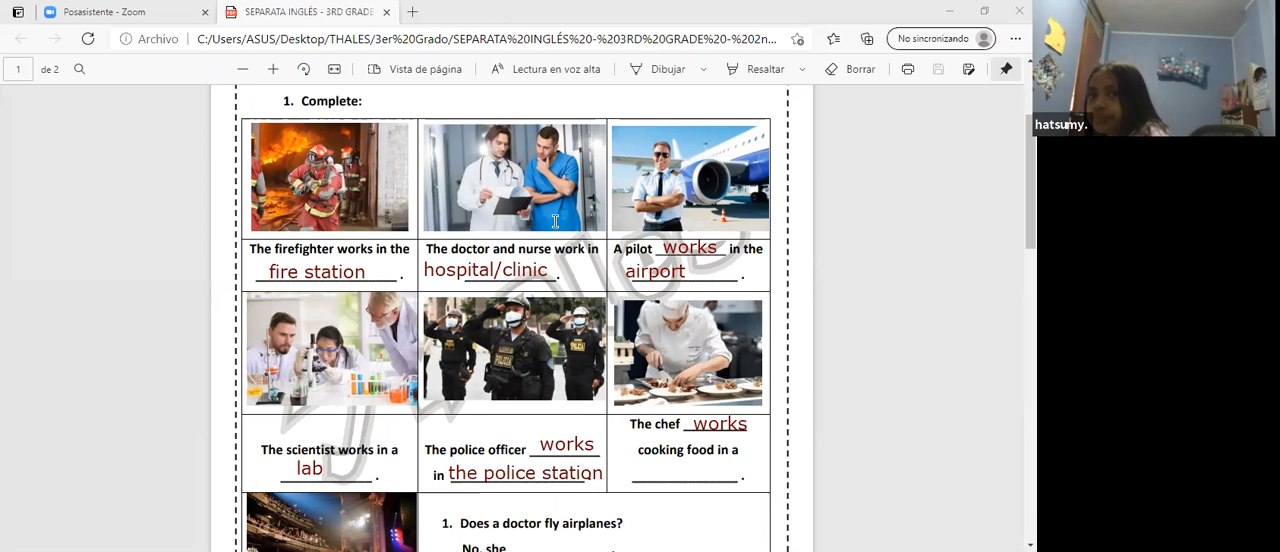 Posasistente - Zoom
SEPARATA INGLÉS - 3RD GRADE
Archivo
C:/Users/ASUS/Desktop/THALES/3er%20Grado/SEPARATA%20INGLÉS%20-%203RD%20GRADE%20-%202n...
No sincronizando
1
de 2
Vista de página
Lectura en voz alta
Dibujar
Resaltar
Borrar
hatsumy.
1. Complete:
The firefighter works in the
fire station.
The doctor and nurse work in
hospital/clinic.
A pilot works in the
airport.
POLICIA
The scientist works in a
lab.
The police officer works
in the police station.
The chef works
cooking food in a
____________.
1. Does a doctor fly airplanes?
No, she ____________.